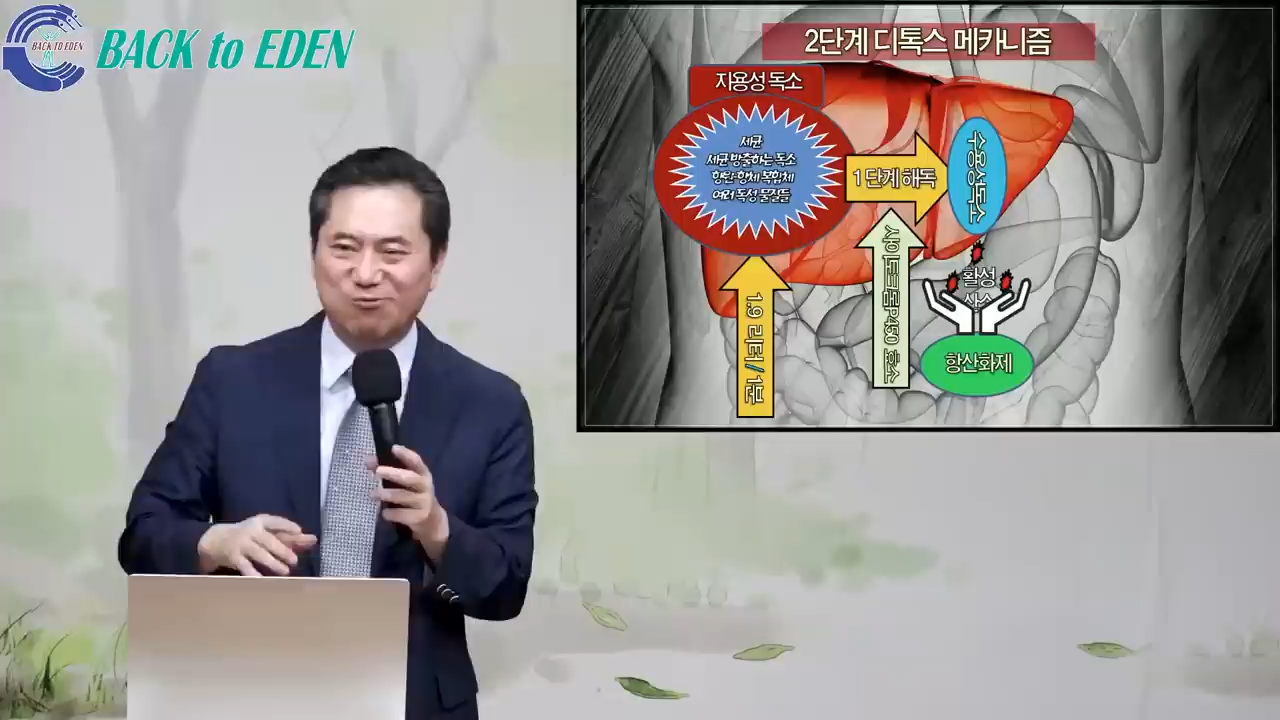 BACK TO EDEN
BACK to EDEN
2단계 디톡스 메카니즘
지용성 독소
세균
세균 방출하는 독소
항원-항체 복합체
여러 독성 물질들
1단계 해독
수용성독소
1.9 리터/1분
사이토크롬P450 효소
활성
산소
항산화제